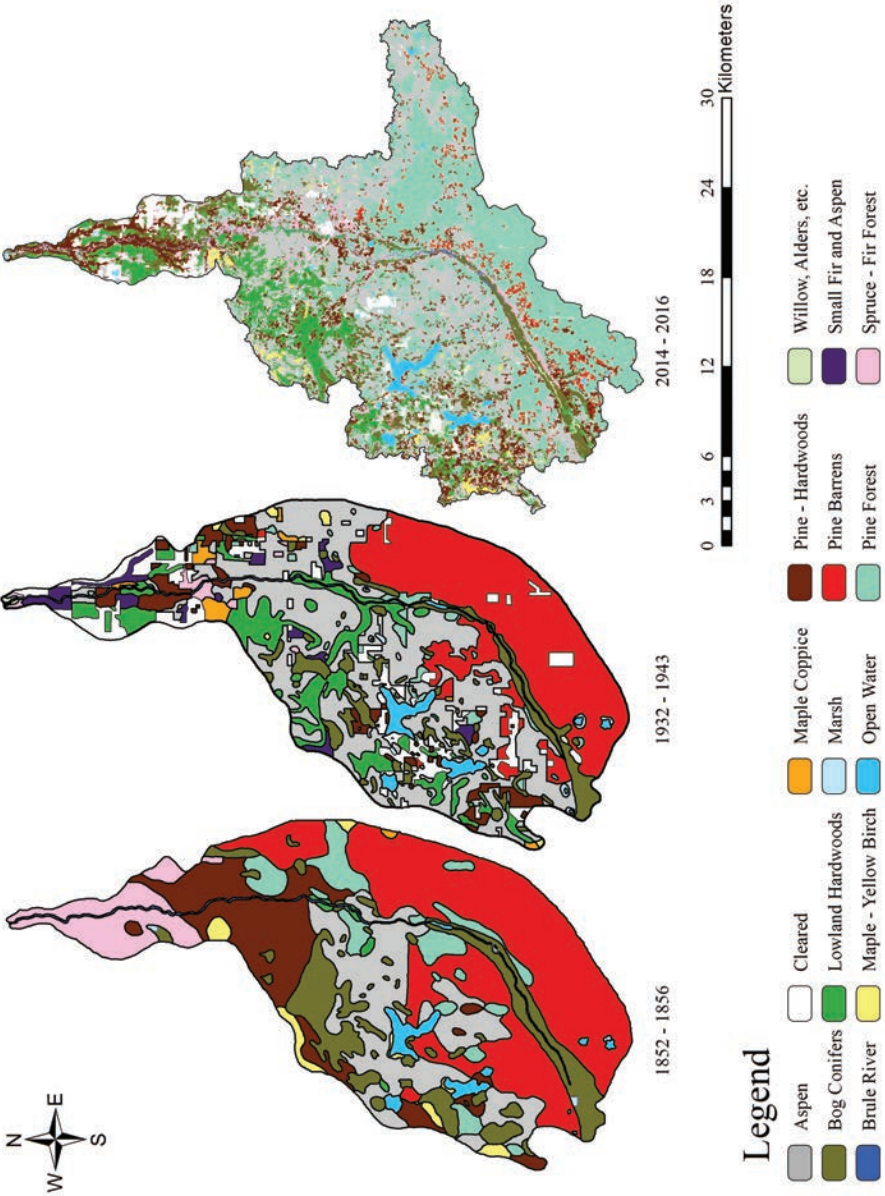 N
W E
S
1852 - 1856
1932 - 1943
2014 - 2016
0 3 6 12 18 24 30
Kilometers
Legend
Aspen
Cleared
Maple Coppice
Pine - Hardwoods
Willow, Alders, etc.
Bog Conifers
Lowland Hardwoods
Marsh
Pine Barrens
Small Fir and Aspen
Brule River
Maple - Yellow Birch
Open Water
Pine Forest
Spruce - Fir Forest